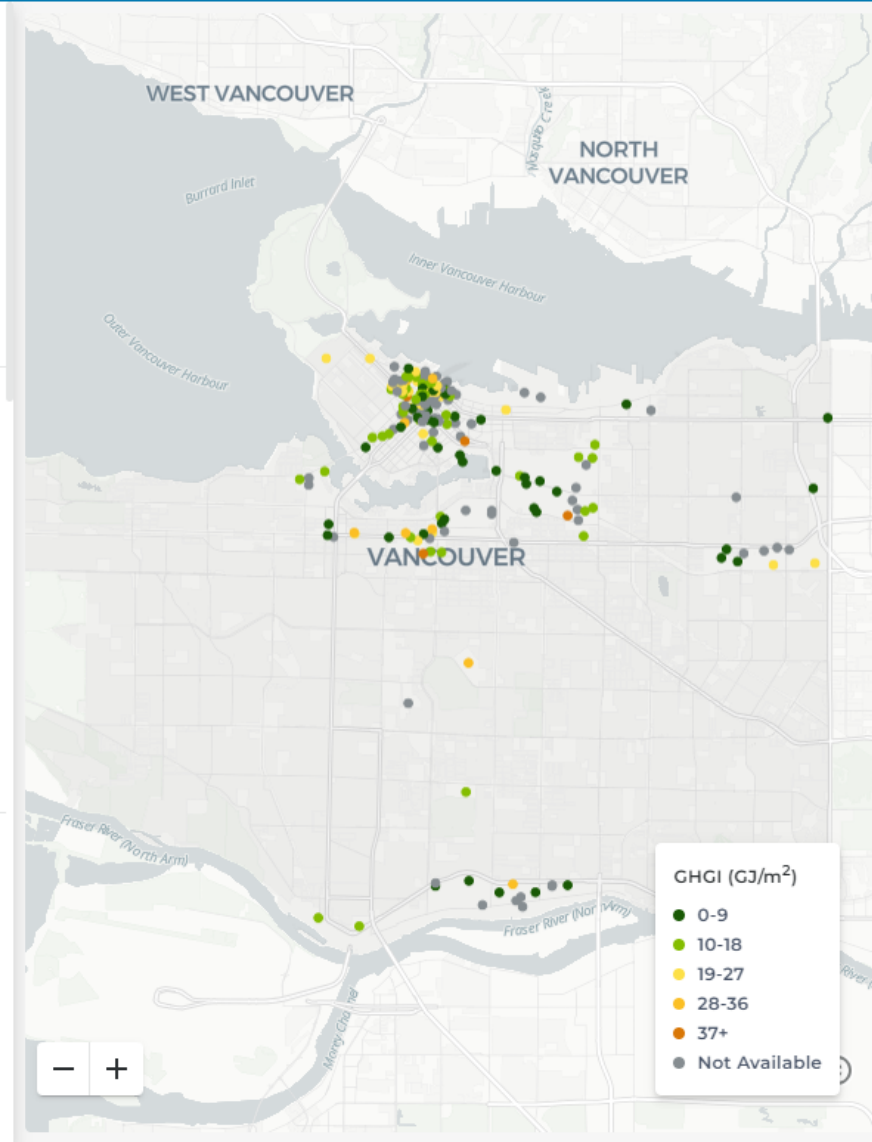 WEST VANCOUVER
Mosquito Creek
NORTH
VANCOUVER
Burrard Inlet
Inner Vancouver Harbour
Outer Vancouver Harbour
VANCOUVER
Fraser River (North Arm)
Fraser River (North Arm)
River
Morey Channel
GHGI (GJ/m²)
0-9
10-18
19-27
28-36
37+
Not Available
− +